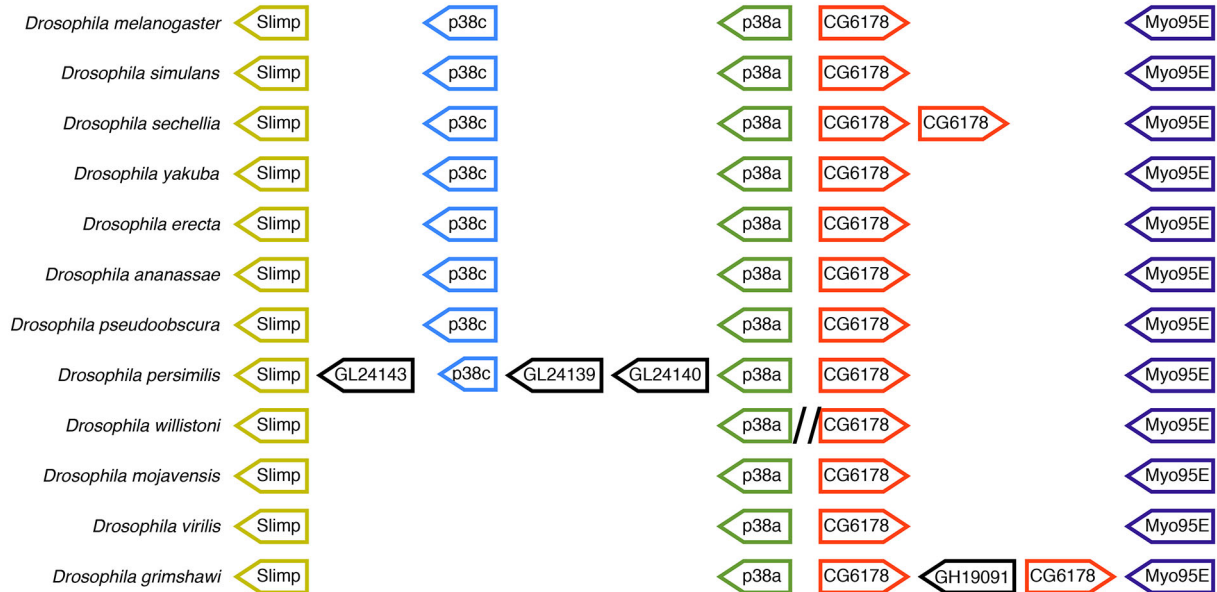 Drosophila melanogaster Slimp p38c p38a CG6178 Myo95E
Drosophila simulans Slimp p38c p38a CG6178 Myo95E
Drosophila sechellia Slimp p38c p38a CG6178 CG6178 Myo95E
Drosophila yakuba Slimp p38c p38a CG6178 Myo95E
Drosophila erecta Slimp p38c p38a CG6178 Myo95E
Drosophila ananassae Slimp p38c p38a CG6178 Myo95E
Drosophila pseudoobscura Slimp p38c p38a CG6178 Myo95E
Drosophila persimilis Slimp GL24143 p38c GL24139 GL24140 p38a CG6178 Myo95E
Drosophila willistoni Slimp p38a // CG6178 Myo95E
Drosophila mojavensis Slimp p38a CG6178 Myo95E
Drosophila virilis Slimp p38a CG6178 Myo95E
Drosophila grimshawi Slimp p38a CG6178 GH19091 CG6178 Myo95E